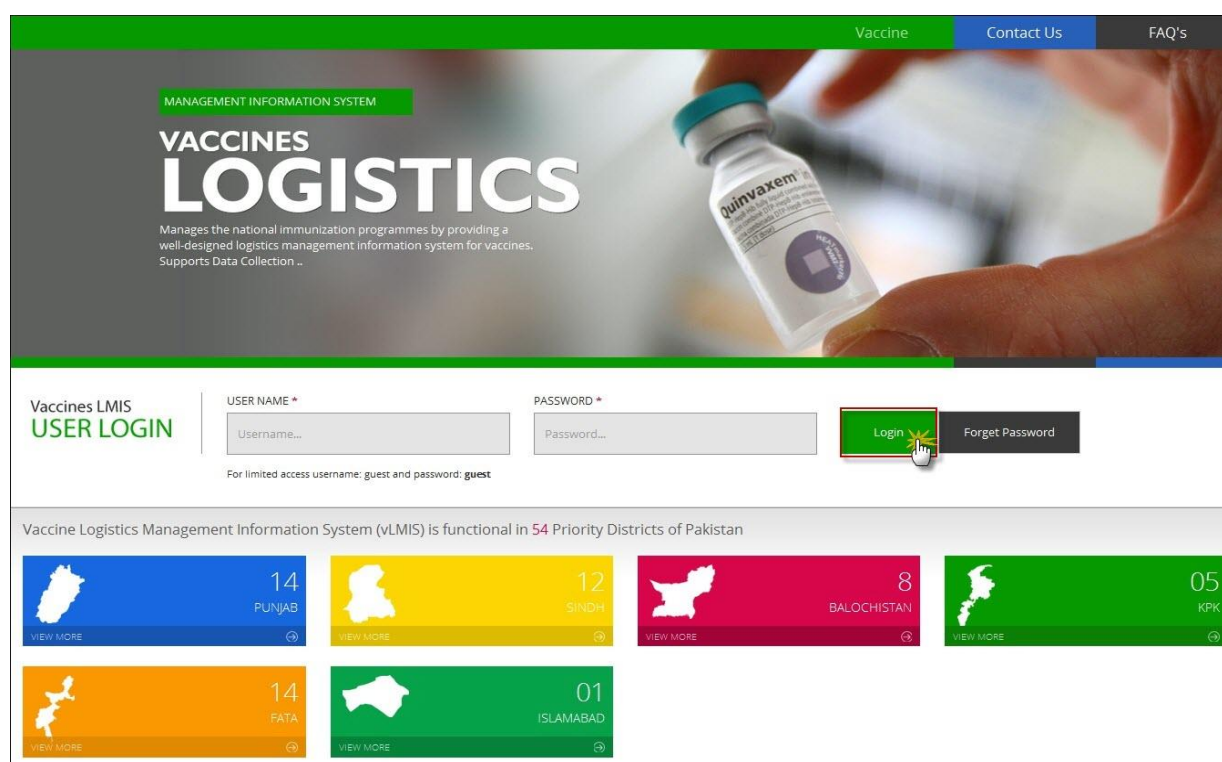 Vaccine
Contact Us
FAQ's
MANAGEMENT INFORMATION SYSTEM
VACCINES
LOGISTICS
Manages the national immunization programmes by providing a
well-designed logistics management information system for vaccines.
Supports Data Collection ..
Quinvaxem
Vaccines LMIS
USER LOGIN
USER NAME *
Username...
For limited access username: guest and password: guest
PASSWORD *
Password...
Login
Forget Password
Vaccine Logistics Management Information System (vLMIS) is functional in 54 Priority Districts of Pakistan
14
PUNJAB
VIEW MORE
12
SINDH
VIEW MORE
8
BALOCHISTAN
VIEW MORE
05
KPK
VIEW MORE
14
FATA
VIEW MORE
01
ISLAMABAD
VIEW MORE